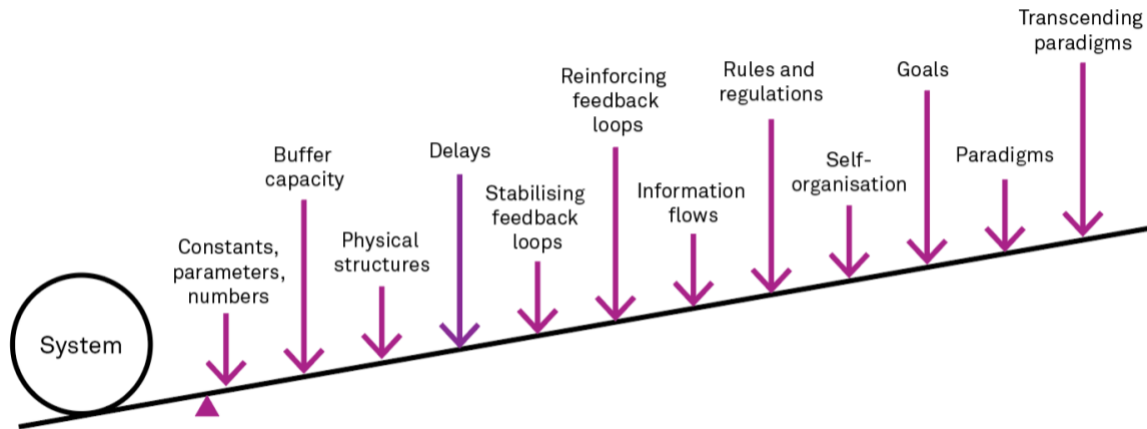 System
Constants,
parameters,
numbers
Buffer
capacity
Physical
structures
Delays
Stabilising
feedback
loops
Reinforcing
feedback
loops
Information
flows
Rules and
regulations
Self-
organisation
Goals
Paradigms
Transcending
paradigms